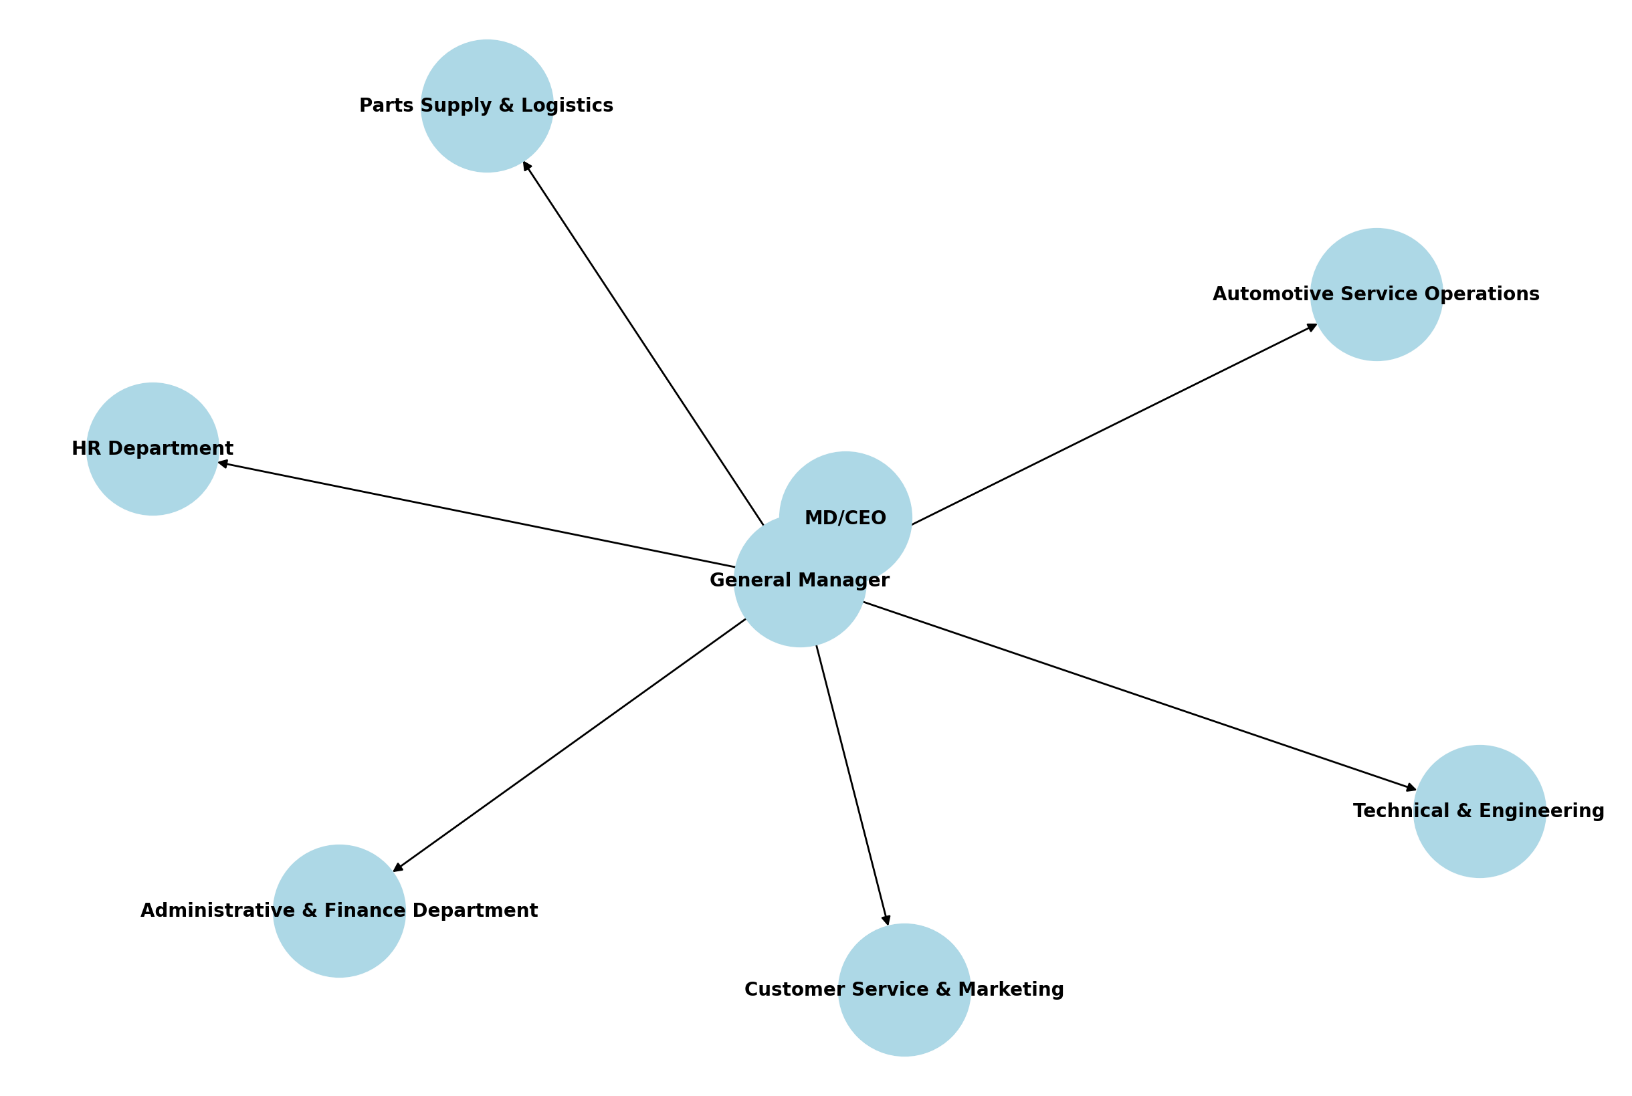 Parts Supply & Logistics
Automotive Service Operations
HR Department
MD/CEO
General Manager
Technical & Engineering
Administrative & Finance Department
Customer Service & Marketing